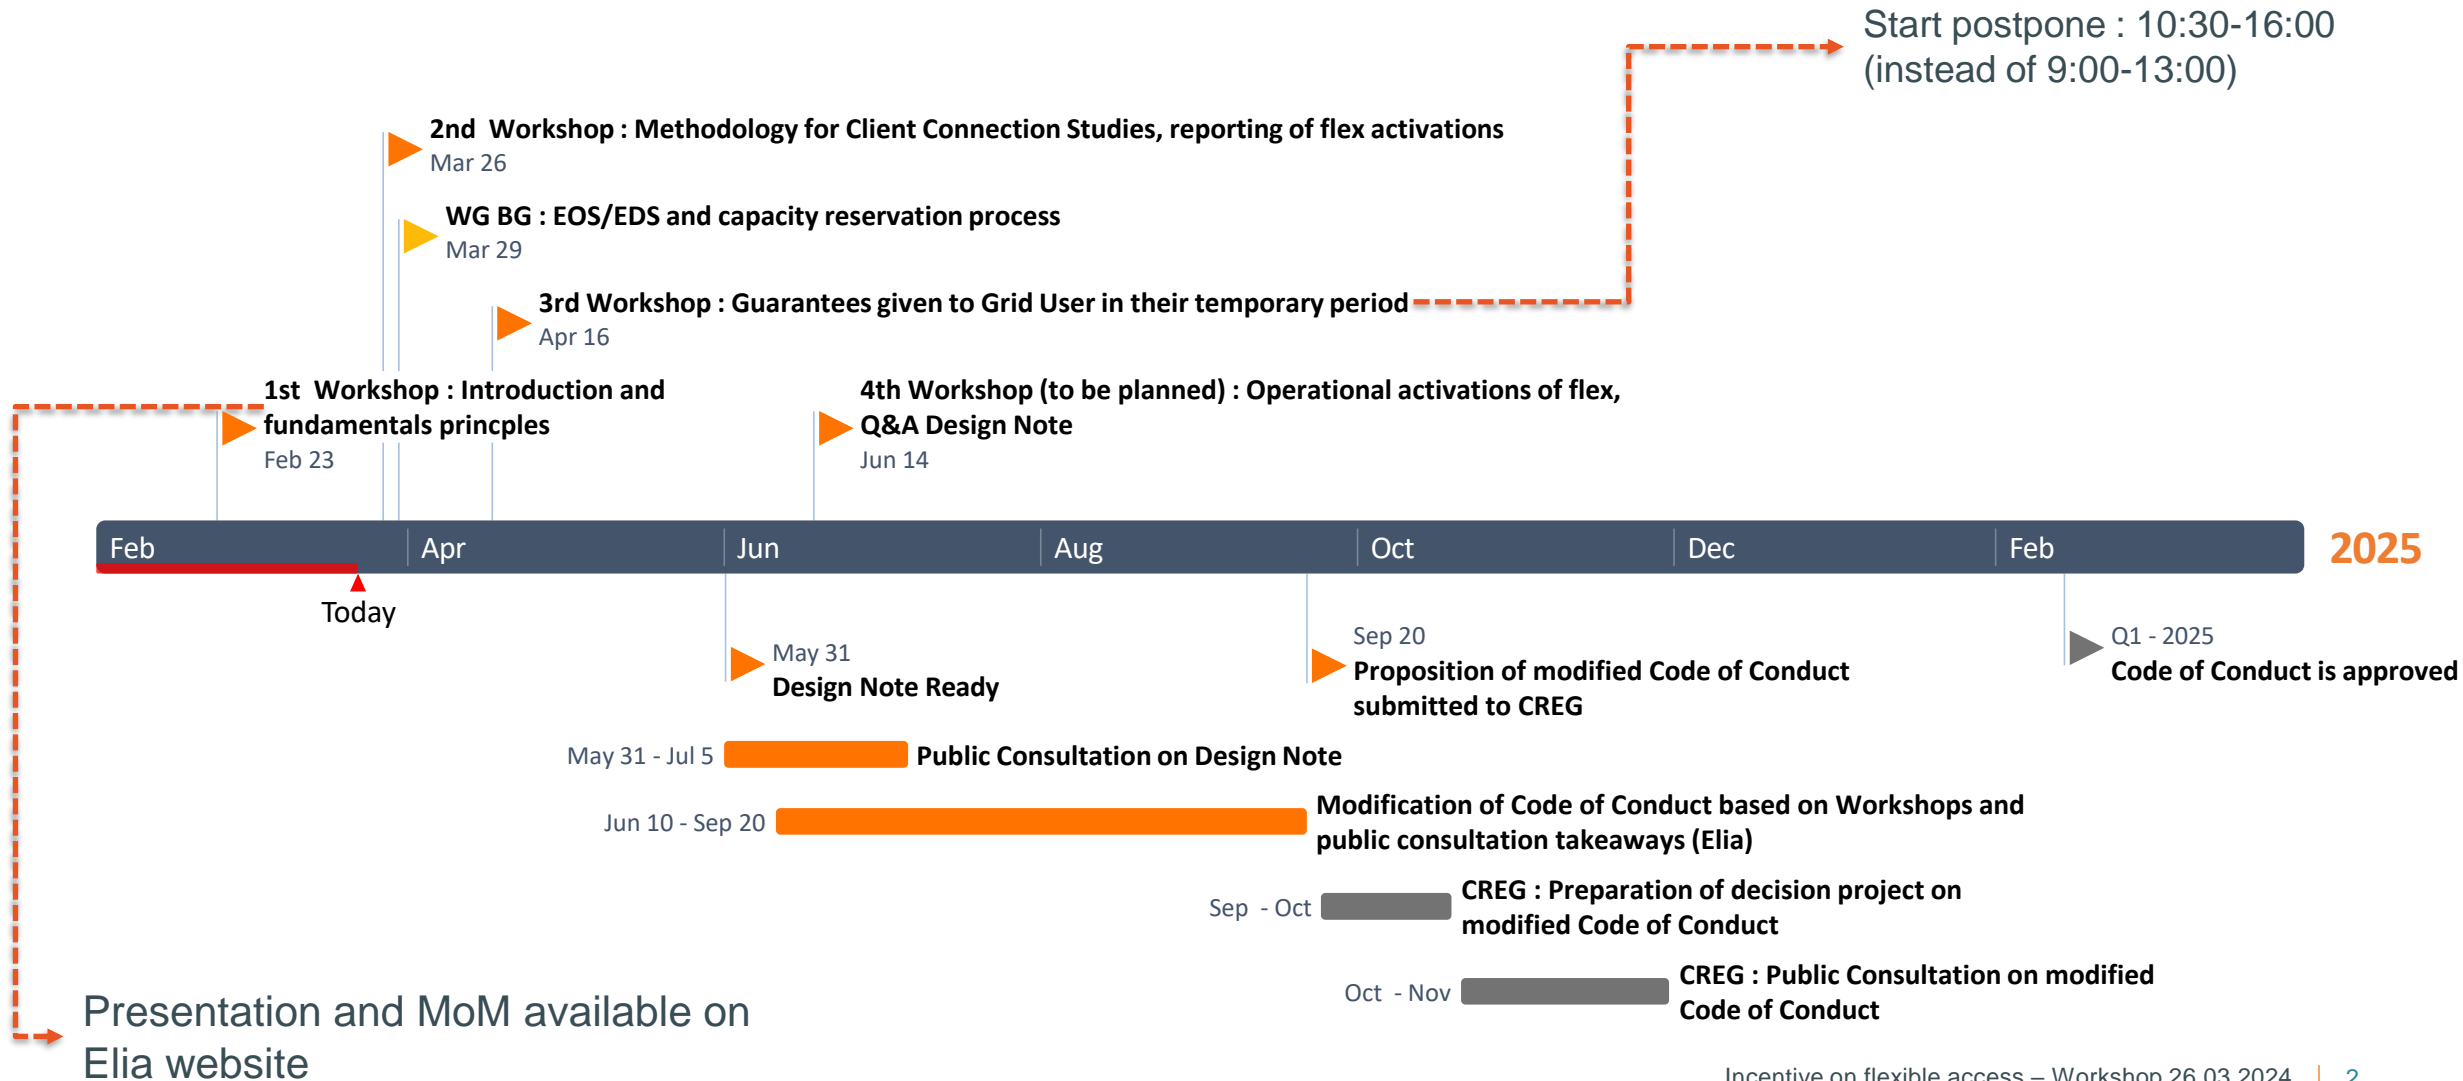 Start postpone : 10:30-16:00
(instead of 9:00-13:00)
2nd  Workshop : Methodology for Client Connection Studies, reporting of flex activations
Mar 26
WG BG : EOS/EDS and capacity reservation process
Mar 29
3rd Workshop : Guarantees given to Grid User in their temporary period
Apr 16
1st  Workshop : Introduction and
fundamentals princples
Feb 23
4th Workshop (to be planned) : Operational activations of flex,
Q&A Design Note
Jun 14
Feb Apr Jun Aug Oct Dec Feb 2025
Today
May 31
Design Note Ready
Sep 20
Proposition of modified Code of Conduct
submitted to CREG
Q1 - 2025
Code of Conduct is approved
May 31 - Jul 5 Public Consultation on Design Note
Jun 10 - Sep 20
Modification of Code of Conduct based on Workshops and
public consultation takeaways (Elia)
Sep  - Oct
CREG : Preparation of decision project on
modified Code of Conduct
Oct  - Nov
CREG : Public Consultation on modified
Code of Conduct
Presentation and MoM available on
Elia website
Incentive on flexible access – Workshop 26.03.2024 2